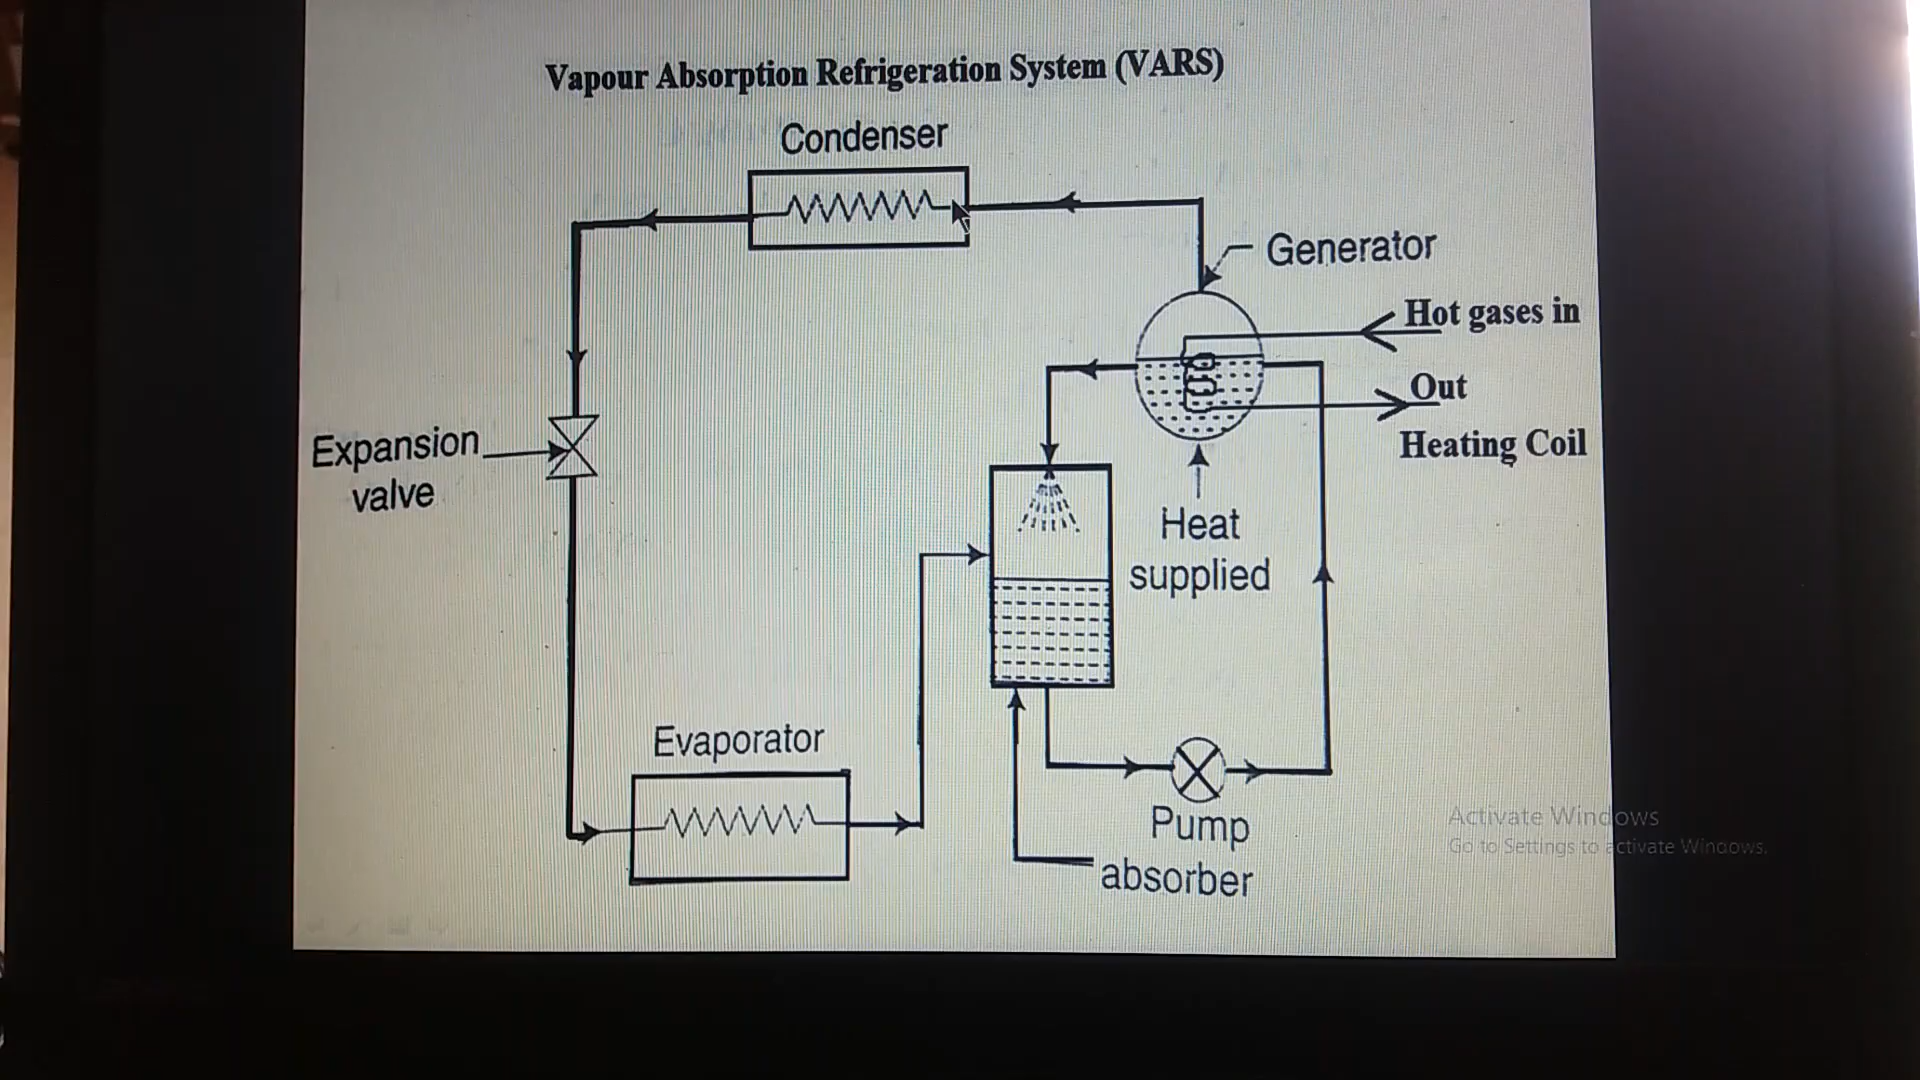 Vapour Absorption Refrigeration System (VARS)
Condenser
Generator
Hot gases in
Out
Heating Coil
Expansion
valve
Heat
supplied
Evaporator
Pump
absorber
Activate Windows
Go to Settings to activate Windows.